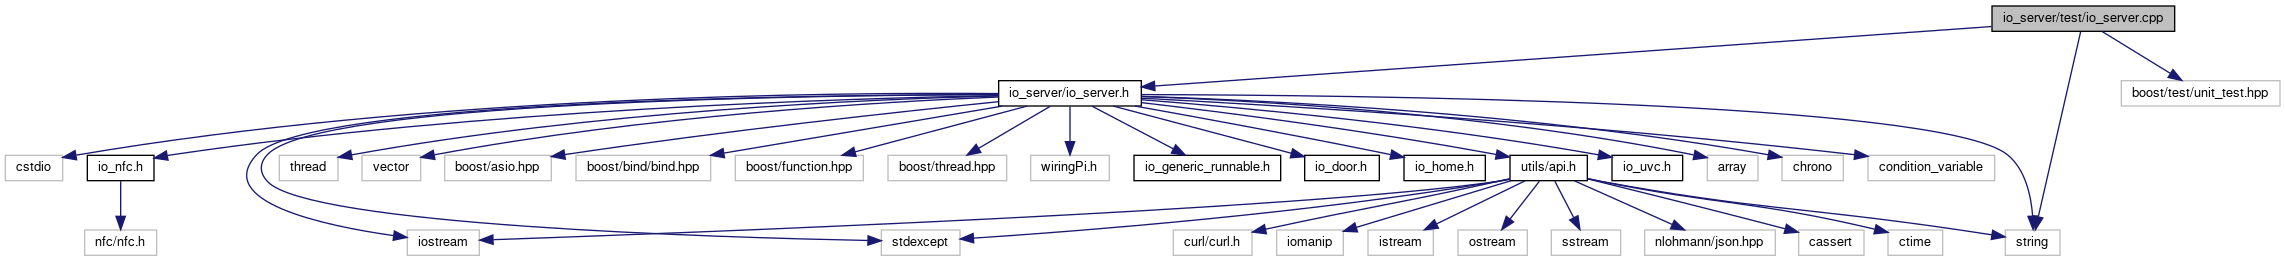 io_server/test/io_server.cpp
io_server/io_server.h
boost/test/unit_test.hpp
cstdio
io_nfc.h
thread
vector
boost/asio.hpp
boost/bind/bind.hpp
boost/function.hpp
boost/thread.hpp
wiringPi.h
io_generic_runnable.h
io_door.h
io_home.h
utils/api.h
io_uvc.h
array
chrono
condition_variable
nfc/nfc.h
iostream
stdexcept
curl/curl.h
iomanip
istream
ostream
sstream
nlohmann/json.hpp
cassert
ctime
string